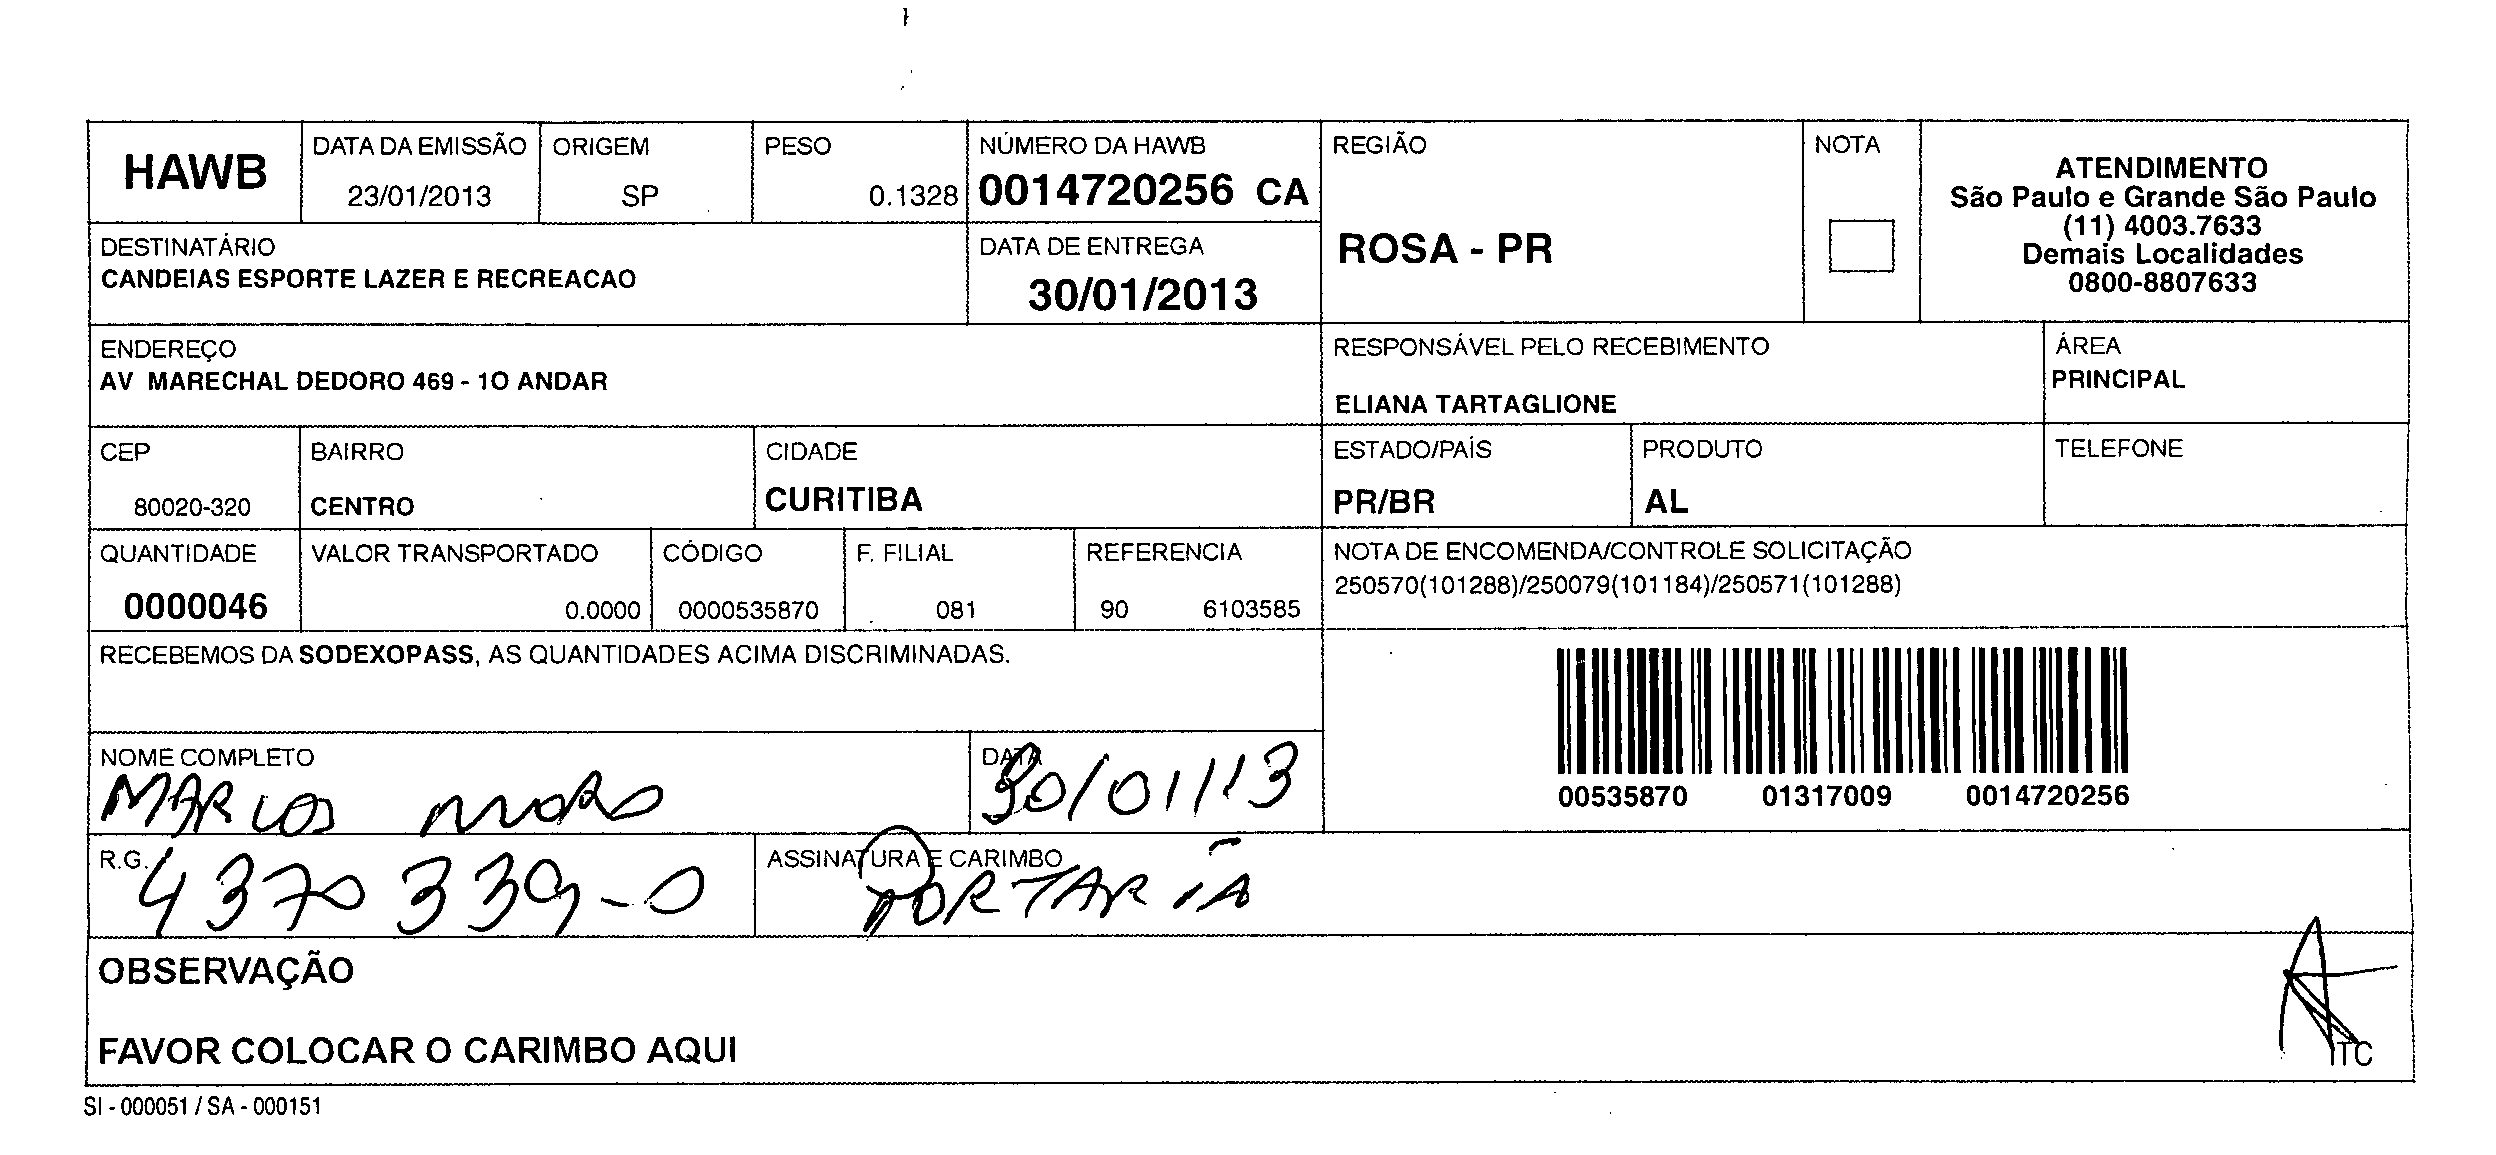 HAWB
DATA DA EMISSÃO
23/01/2013
ORIGEM
SP
PESO
0.1328
NÚMERO DA HAWB
0014720256 CA
REGIÃO
ROSA - PR
NOTA
ATENDIMENTO
São Paulo e Grande São Paulo
(11) 4003.7633
Demais Localidades
0800-8807633
DESTINATÁRIO
CANDEIAS ESPORTE LAZER E RECREACAO
DATA DE ENTREGA
30/01/2013
ENDEREÇO
AV MARECHAL DEDORO 469 - 1O ANDAR
RESPONSÁVEL PELO RECEBIMENTO
ELIANA TARTAGLIONE
ÁREA
PRINCIPAL
CEP
80020-320
BAIRRO
CENTRO
CIDADE
CURITIBA
ESTADO/PAÍS
PR/BR
PRODUTO
AL
TELEFONE
QUANTIDADE
0000046
VALOR TRANSPORTADO
0.0000
CÓDIGO
0000535870
F. FILIAL
081
REFERENCIA
90 6103585
NOTA DE ENCOMENDA/CONTROLE SOLICITAÇÃO
250570(101288)/250079(101184)/250571(101288)
RECEBEMOS DA SODEXOPASS, AS QUANTIDADES ACIMA DISCRIMINADAS.
00535870 01317009 0014720256
NOME COMPLETO
MARCOS
DATA
30/01/13
R.G.
4370339-0
ASSINATURA E CARIMBO
PORTARIA
OBSERVAÇÃO
FAVOR COLOCAR O CARIMBO AQUI
ITC
SI - 000051 / SA - 000151